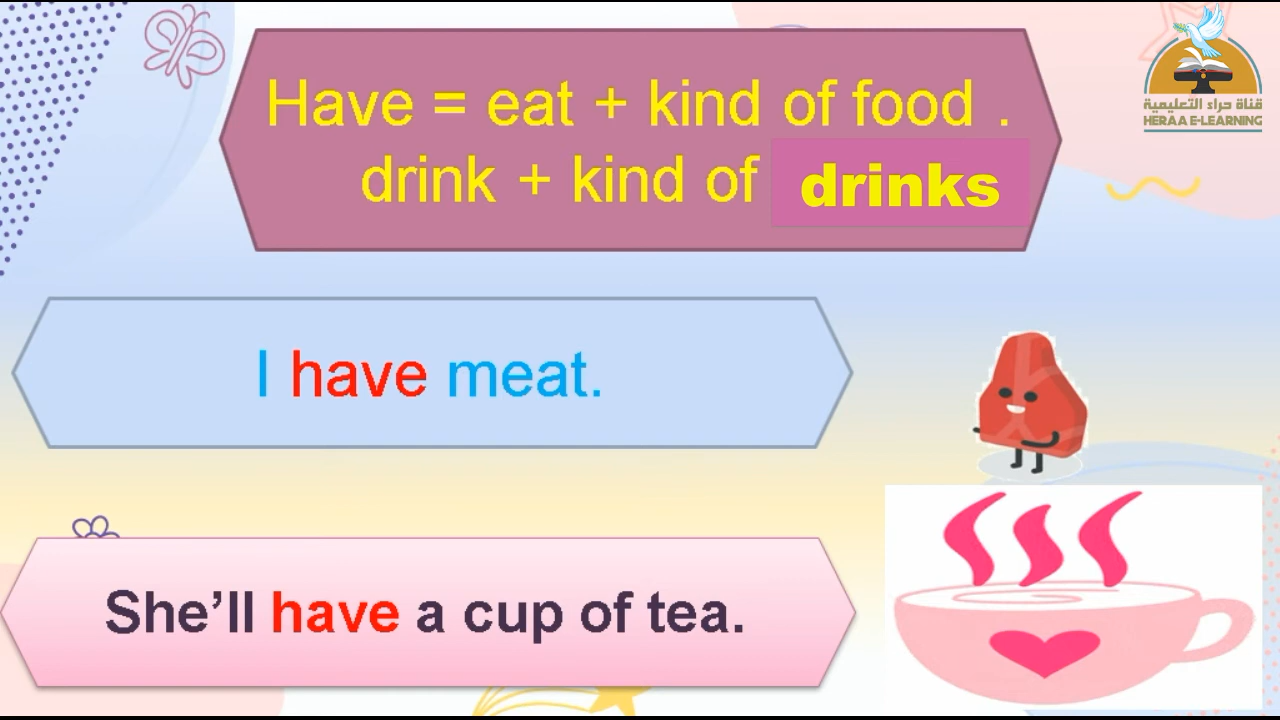 Have = eat + kind of food .
drink + kind of drinks
قناة حراء التعليمية
HERAA E-LEARNING
I have meat.
She’ll have a cup of tea.